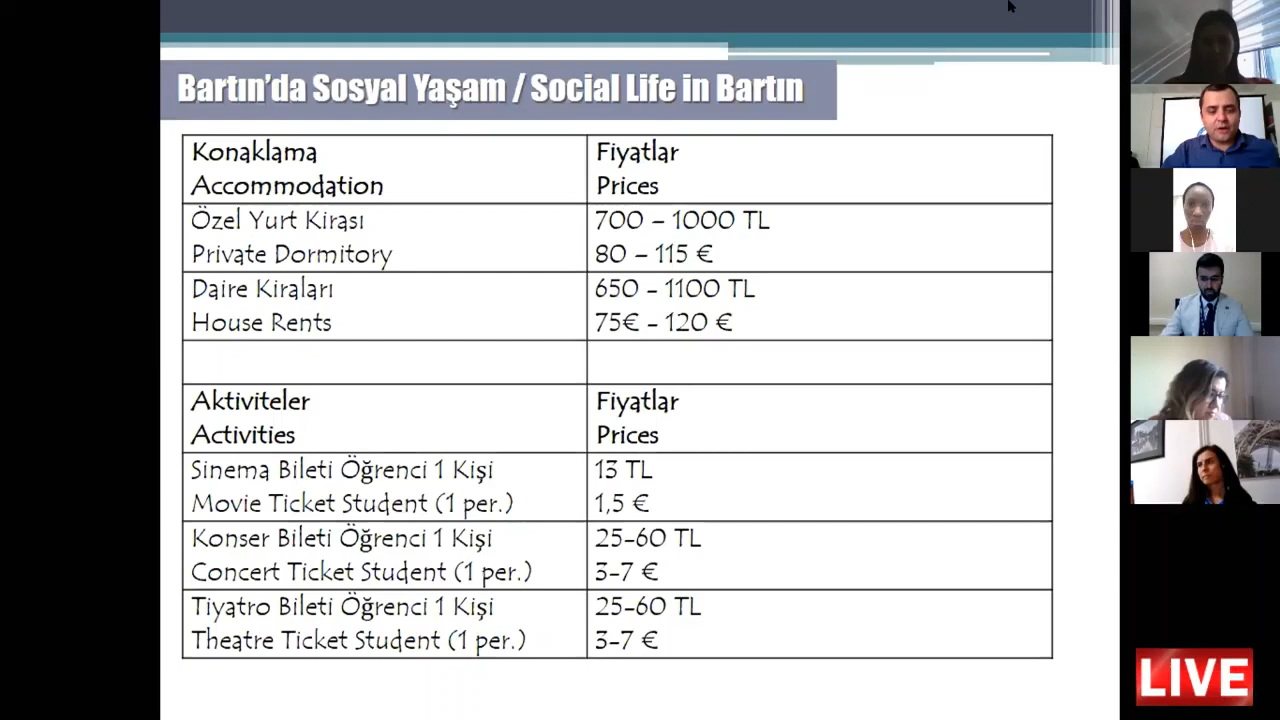 Bartın'da Sosyal Yaşam / Social Life in Bartın
Konaklama
Accommodation
Fiyatlar
Prices
Özel Yurt Kirası
Private Dormitory
700 – 1000 TL
80 – 115 €
Daire Kiraları
House Rents
650 - 1100 TL
75€ - 120 €
Aktiviteler
Activities
Fiyatlar
Prices
Sinema Bileti Öğrenci 1 Kişi
Movie Ticket Student (1 per.)
13 TL
1,5 €
Konser Bileti Öğrenci 1 Kişi
Concert Ticket Student (1 per.)
25-60 TL
3-7 €
Tiyatro Bileti Öğrenci 1 Kişi
Theatre Ticket Student (1 per.)
25-60 TL
3-7 €
LIVE